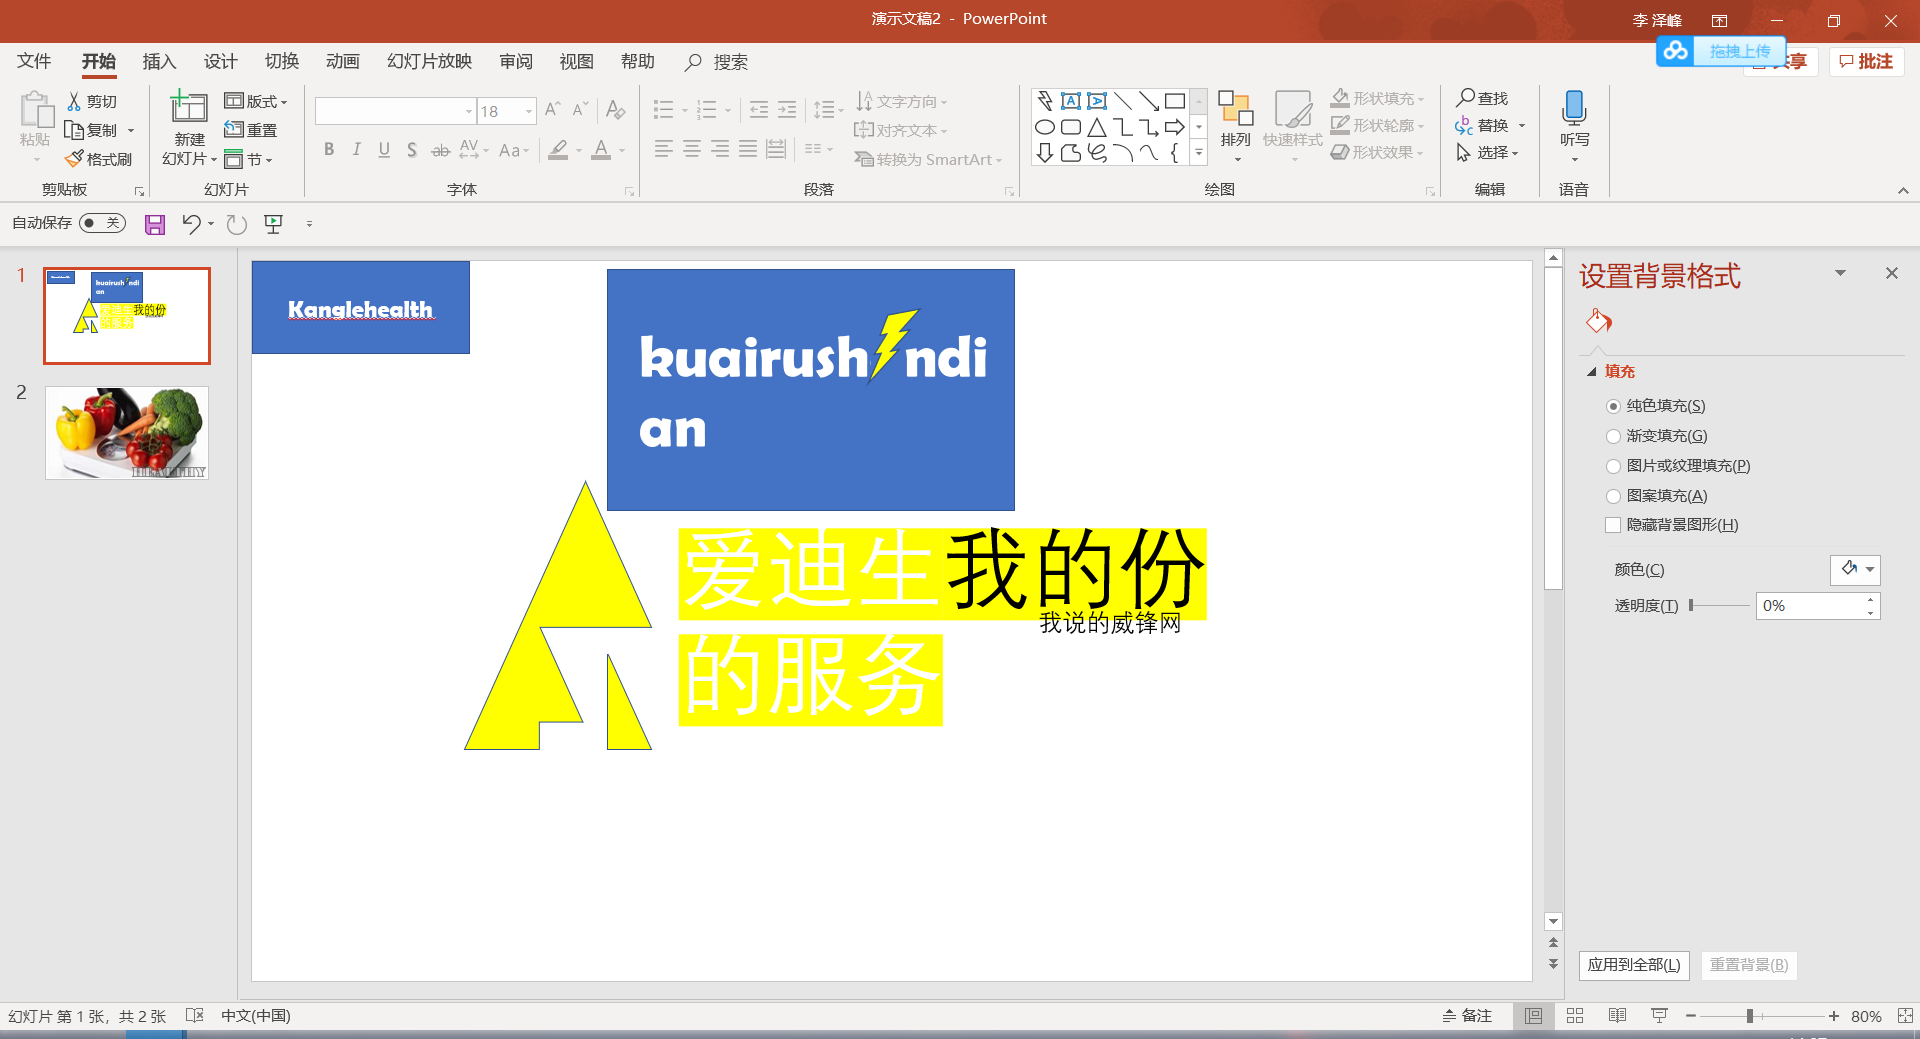 演示文稿2 - PowerPoint
李 泽峰
文件 开始 插入 设计 切换 动画 幻灯片放映 审阅 视图 帮助 搜索
拖拽上传
共享
批注
粘贴
剪切
复制
格式刷
剪贴板
新建
幻灯片
版式
重置
节
幻灯片
18
B I U S ab AV Aa A
字体
文字方向
对齐文本
转换为 SmartArt
段落
排列
快速样式
形状填充
形状轮廓
形状效果
绘图
查找
替换
选择
编辑
听写
语音
自动保存 关
1
2
kuairush ndi
an
我的份
HEALTHY
Kanglehealth
kuairush ndi
an
爱迪生我的份
我说的威锋网
的服务
设置背景格式
填充
纯色填充(S)
渐变填充(G)
图片或纹理填充(P)
图案填充(A)
隐藏背景图形(H)
颜色(C)
透明度(T) 0%
应用到全部(L) 重置背景(B)
幻灯片 第 1 张，共 2 张 中文(中国)
备注 80%